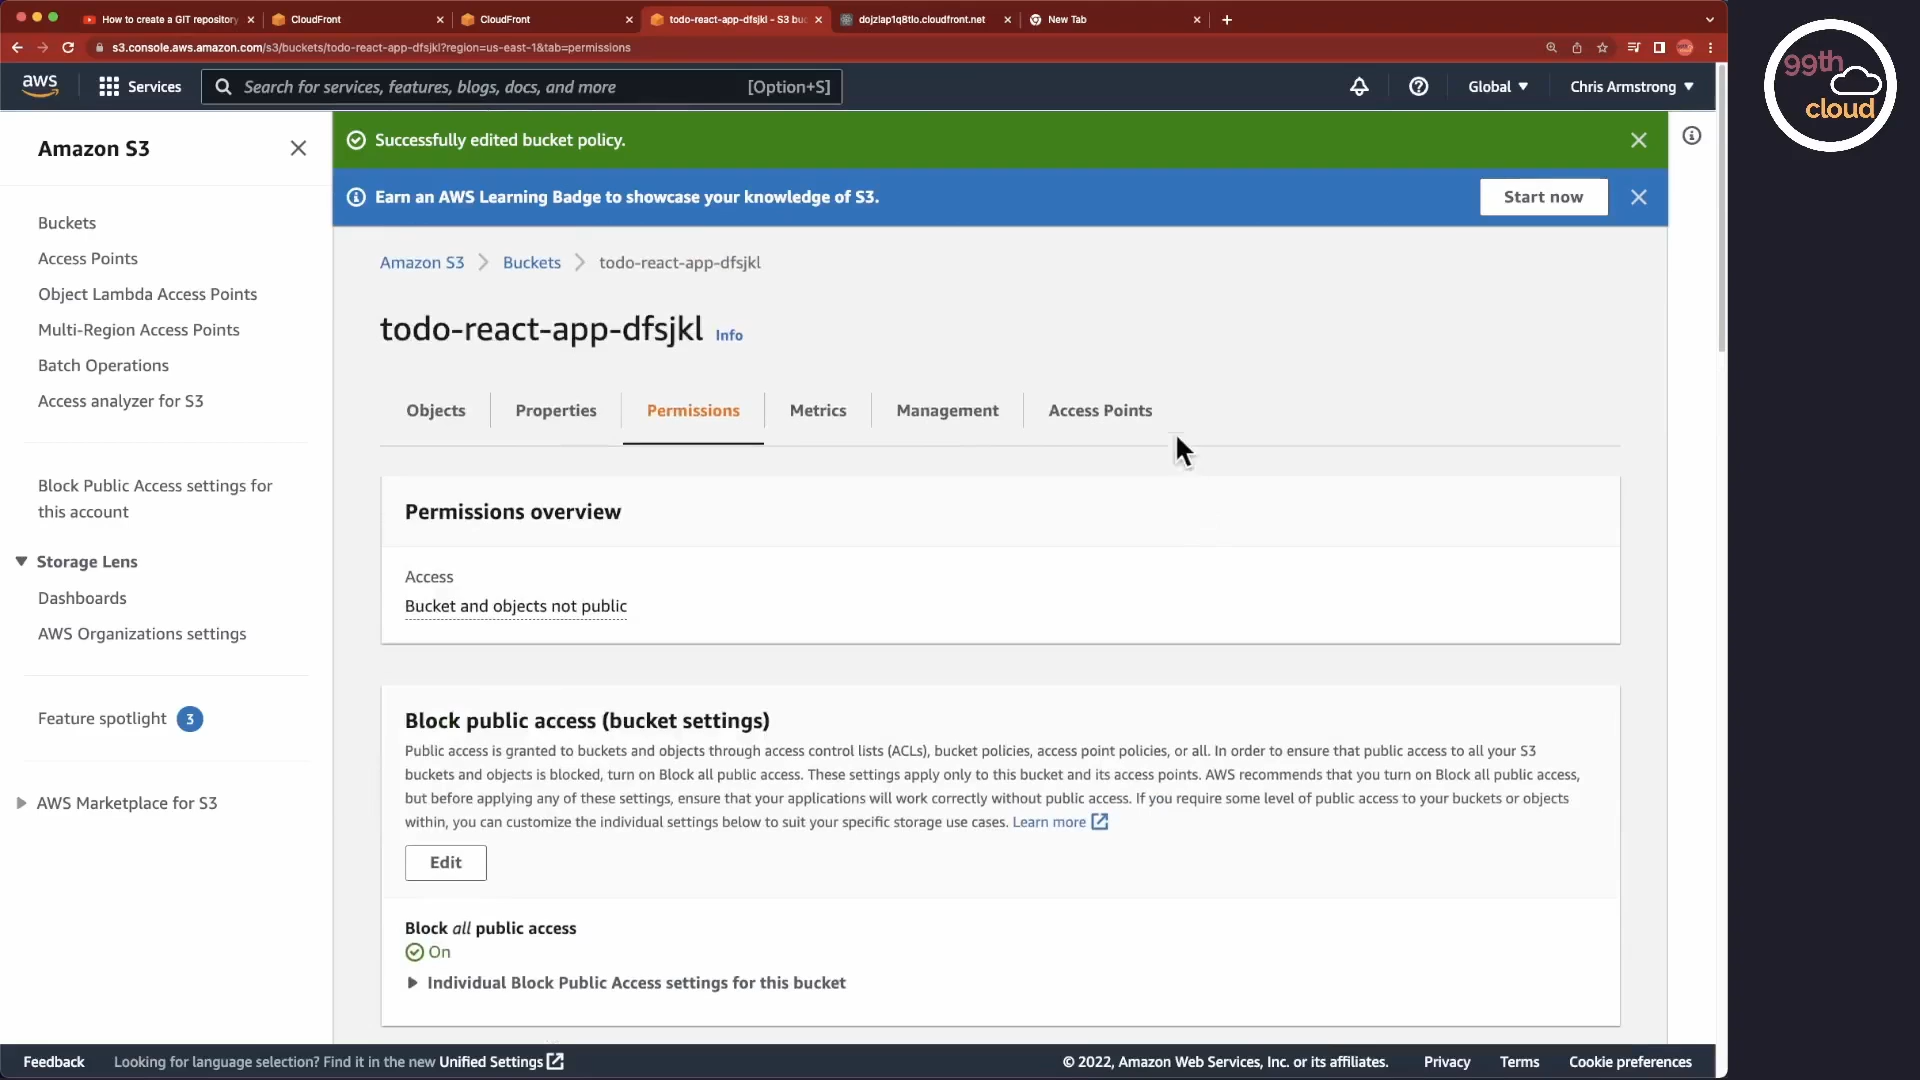 How to create a GIT repository
CloudFront
CloudFront
todo-react-app-dfsjkl - S3 buc
dojzlap1q8tlo.cloudfront.net
New Tab
s3.console.aws.amazon.com/s3/buckets/todo-react-app-dfsjkl?region=us-east-1&tab=permissions
aws
Services
Search for services, features, blogs, docs, and more
[Option+S]
Global
Chris Armstrong
99th
cloud
Amazon S3
Buckets
Access Points
Object Lambda Access Points
Multi-Region Access Points
Batch Operations
Access analyzer for S3
Block Public Access settings for
this account
Storage Lens
Dashboards
AWS Organizations settings
Feature spotlight 3
AWS Marketplace for S3
Successfully edited bucket policy.
Earn an AWS Learning Badge to showcase your knowledge of S3.
Start now
Amazon S3 > Buckets > todo-react-app-dfsjkl
todo-react-app-dfsjkl Info
Objects
Properties
Permissions
Metrics
Management
Access Points
Permissions overview
Access
Bucket and objects not public
Block public access (bucket settings)
Public access is granted to buckets and objects through access control lists (ACLs), bucket policies, access point policies, or all. In order to ensure that public access to all your S3
buckets and objects is blocked, turn on Block all public access. These settings apply only to this bucket and its access points. AWS recommends that you turn on Block all public access,
but before applying any of these settings, ensure that your applications will work correctly without public access. If you require some level of public access to your buckets or objects
within, you can customize the individual settings below to suit your specific storage use cases. Learn more
Edit
Block all public access
On
Individual Block Public Access settings for this bucket
Feedback
Looking for language selection? Find it in the new Unified Settings
© 2022, Amazon Web Services, Inc. or its affiliates.
Privacy
Terms
Cookie preferences